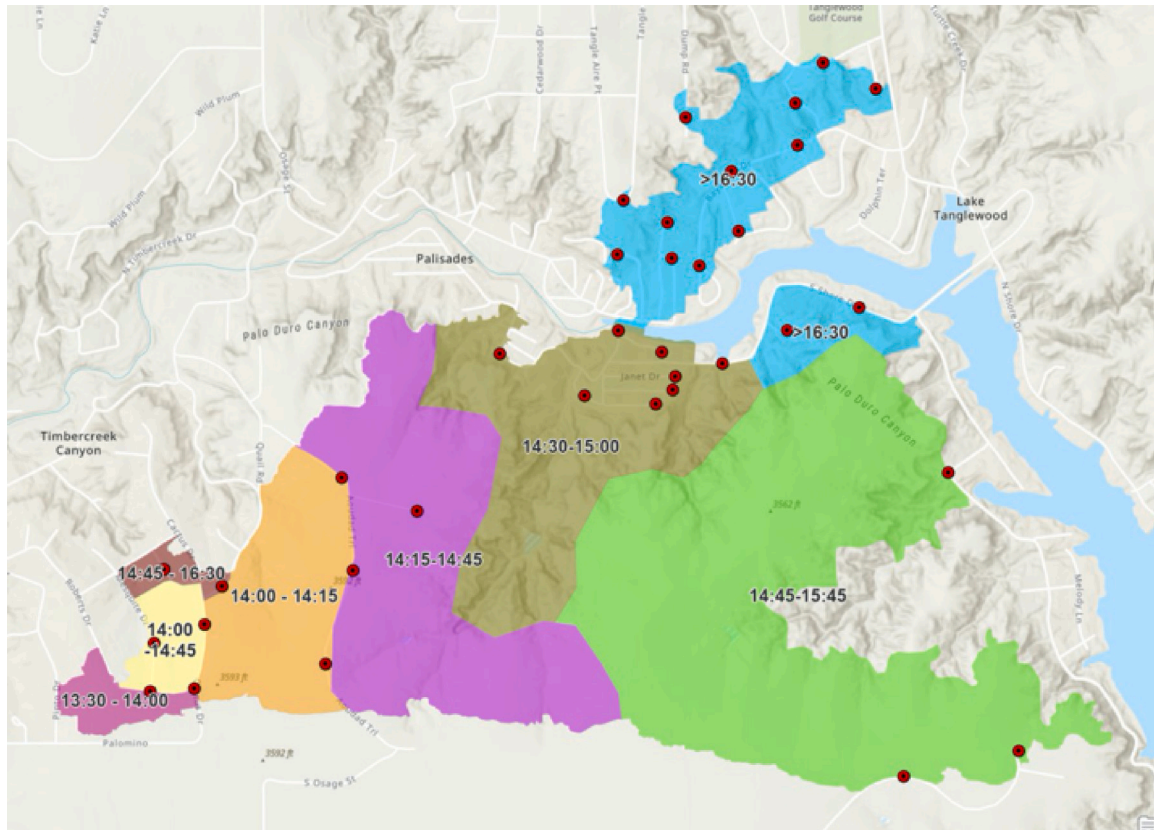 Katie Ln
Tangle
Tanglewood
Golf Course
Turtle Creek Dr
Cedarwood Dr
Tangle Aire Pt
Dump Rd
Wild Plum
Osage St
>16:30
Dolphin Ter
Lake
Tanglewood
Wild Plum
N Timbercreek Dr
Palisades
S Shore Dr
N Shore Dr
Palo Duro Canyon
>16:30
Janet Dr
Palo Duro Canyon
Timbercreek
Canyon
Quail Rd
14:30-15:00
3562 ft
14:15-14:45
14:45 - 16:30
14:00 - 14:15
14:45-15:45
Roberts Dr
Melody Ln
14:00
-14:45
3593 ft
13:30 - 14:00
Palomino
3592 ft
S Osage St